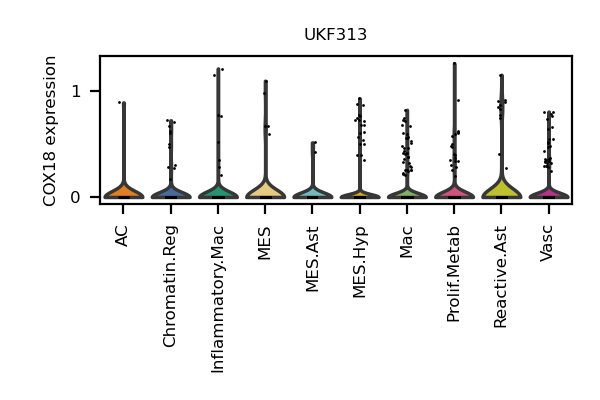 UKF313
COX18 expression
1
0
AC
Chromatin.Reg
Inflammatory.Mac
MES
MES.Ast
MES.Hyp
Mac
Prolif.Metab
Reactive.Ast
Vasc